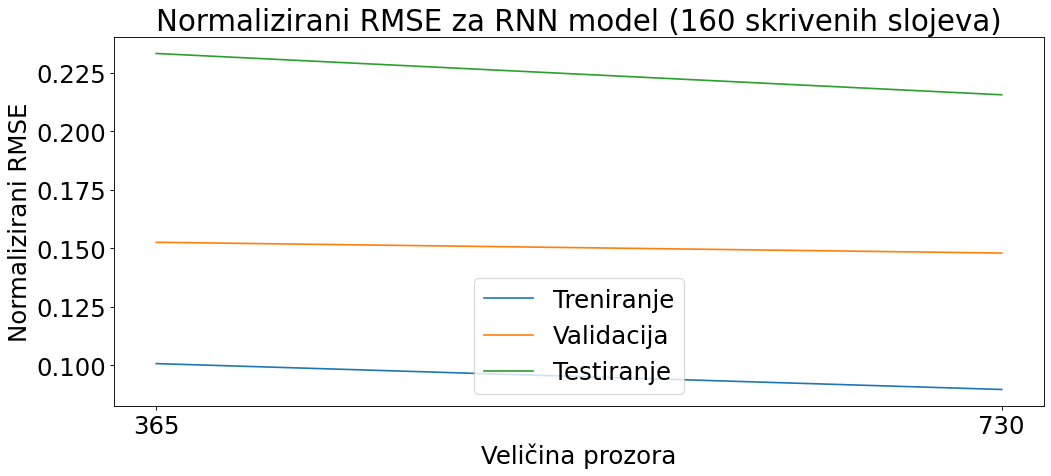 Normalizirani RMSE za RNN model (160 skrivenih slojeva)
Normalizirani RMSE
0.225
0.200
0.175
0.150
0.125
0.100
Treniranje
Validacija
Testiranje
365
730
Veličina prozora